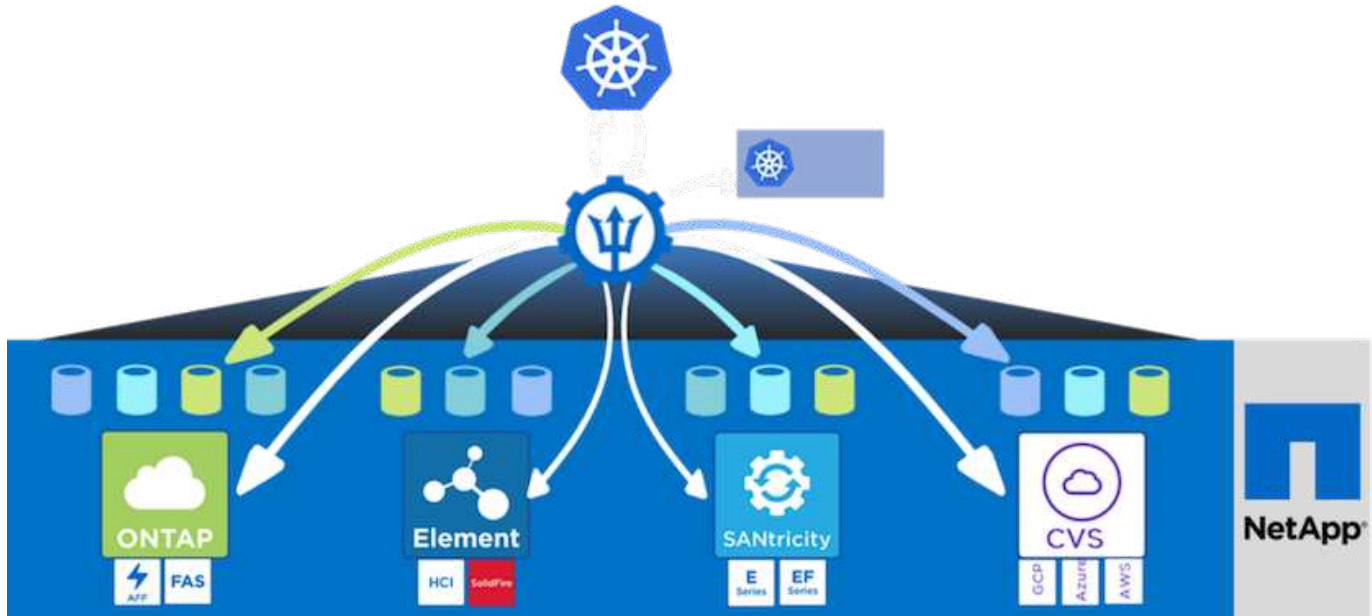 ONTAP
AFF
FAS
Element
HCI
SolidFire
SANtricity
E
Series
EF
Series
CVS
GCP
Azure
AWS
NetApp